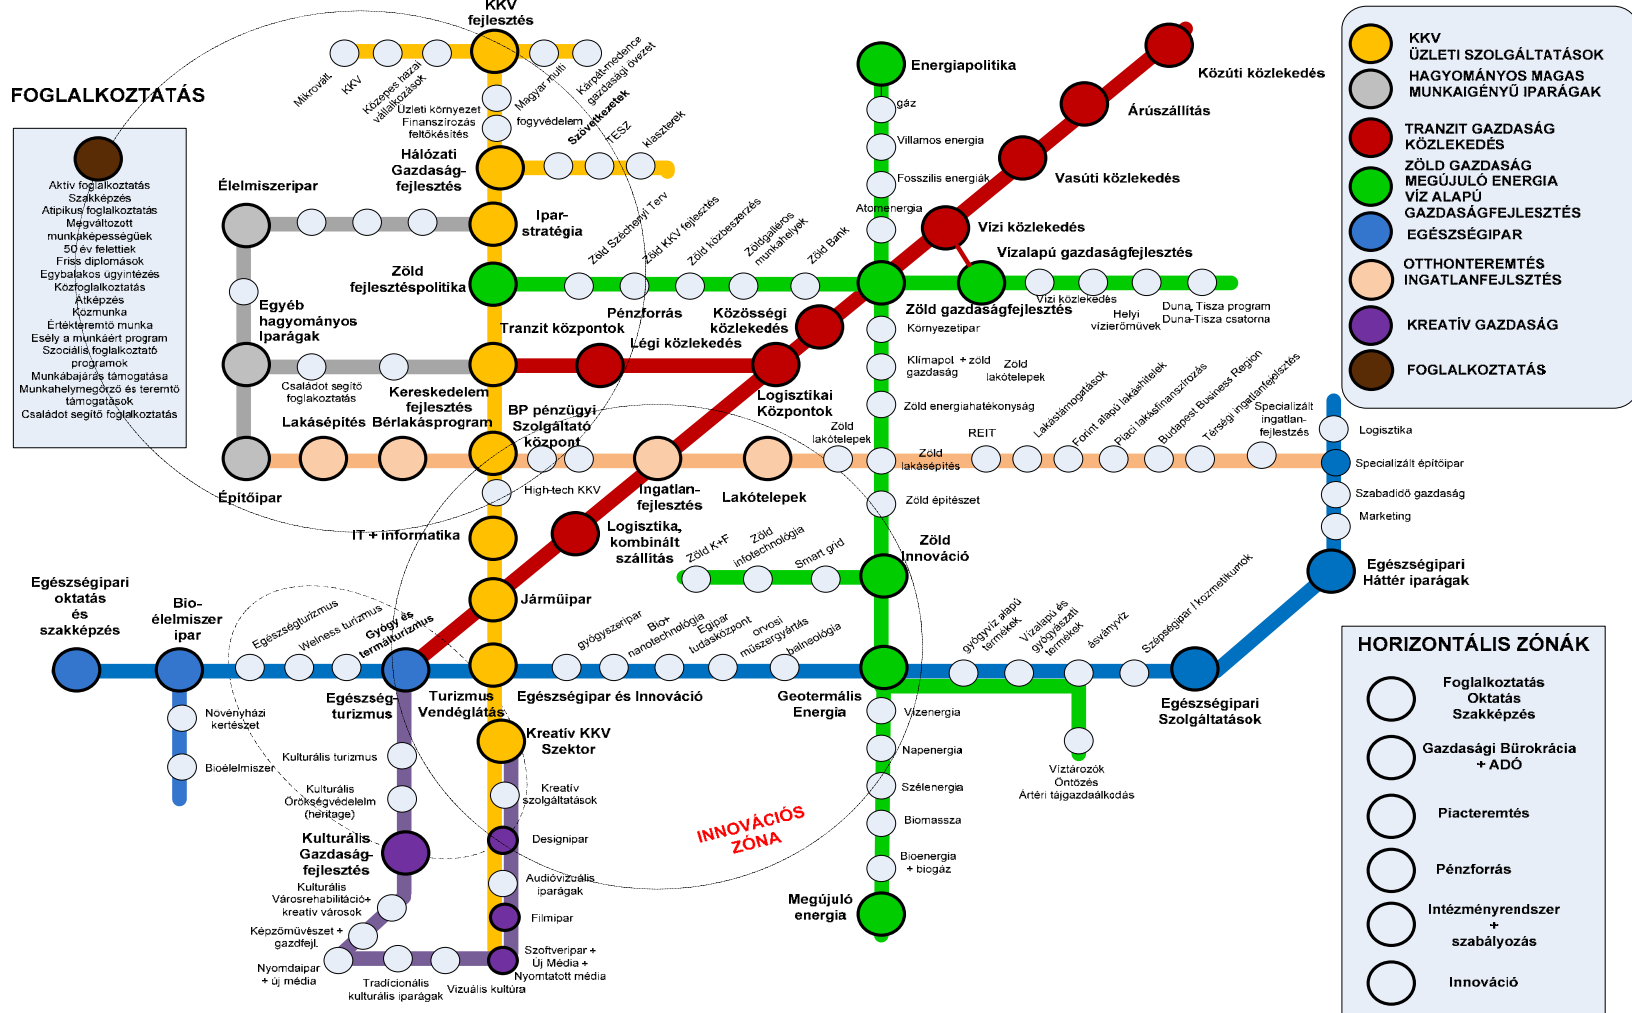 KKV
fejlesztés
Mikrovált.
KKV
Közepes hazai
vállalkozások
Magyar multi
Kárpát-medence
gazdasági övezet
Üzleti környezet
Finanszírozás
feltőkésítés
fogyvédelem
Szövetkezetek
TESZ
klaszterek
Hálózati
Gazdaság-
fejlesztés
FOGLALKOZTATÁS
Aktív foglalkoztatás
Szakképzés
Atipikus foglalkoztatás
Megváltozott
munkaképességűek
50 év felettiek
Friss diplomások
Egybalakos ügyintézés
Közfoglalkoztatás
Átképzés
Közmunka
Értékteremtő munka
Esély a munkáért program
Szociális foglalkoztató
programok
Munkábajárás támogatása
Munkahelymegőrző és teremtő
támogatások
Családot segítő foglalkoztatás
Élelmiszeripar
Ipar-
stratégia
Zöld
fejlesztéspolitika
Egyéb
hagyományos
iparágak
Családot segítő
foglakoztatás
Kereskedelem
fejlesztés
Lakásépítés
Bérlakásprogram
Építőipar
Zöld Széchenyi Terv
Zöld KKV fejlesztés
Zöld közbeszerzés
Zöldgalléros
munkahelyek
Zöld Bank
Energiapolitika
gáz
Villamos energia
Fosszilis energiák
Atomenergia
Közúti közlekedés
Árúszállítás
Vasúti közlekedés
Vízi közlekedés
Vízalapú gazdaságfejlesztés
Zöld gazdaságfejlesztés
Vízi közlekedés
Helyi
vízierőművek
Duna, Tisza program
Duna-Tisza csatorna
Tranzit központok
Pénzforrás
Légi közlekedés
Közösségi
közlekedés
Logisztikai
Központok
Környezetipar
Klímapol + zöld
gazdaság
Zöld
lakótelepek
Zöld energiahatékonyság
BP pénzügyi
Szolgáltató
központ
High-tech KKV
Ingatlan-
fejlesztés
Lakótelepek
Zöld
lakótelepek
Zöld
lakásépítés
Zöld építészet
REIT
Lakástámogatások
Forint alapú lakáshitelek
Piaci lakásfinanszírozás
Budapest Business Region
Térségi ingatlanfejelsztés
Specializált
ingatlan-
fejlestzés
Logisztika
Specializált építőipar
Szabadidő gazdaság
Marketing
Egészségipari
Háttér iparágak
IT + informatika
Logisztika,
kombinált
szállítás
Zöld K+F
Zöld
infotechnológia
Smart grid
Zöld
Innováció
Járműipar
Egészségipari
oktatás
és
szakképzés
Bio-
élelmiszer
ipar
Egészségturizmus
Welness turizmus
Gyógy és
termálturizmus
Növényházi
kertészet
Bioélelmiszer
Egészség-
turizmus
Turizmus
Vendéglátás
Egészségipar és Innováció
gyógyszeripar
Bio+
nanotechnológia
Egipar
tudásközpont
orvosi
műszergyártás
balneológia
Geotermális
Energia
gyógyvíz alapú
termékek
Vízalapú és
gyógyászati
termékek
ásványvíz
Szépségipar / kozmetikumok
Egészségipari
Szolgáltatások
Víztározók
Öntözés
Ártéri tájgazdaálkodás
Vízenergia
Napenergia
Szélenergia
Biomassza
Bioenergia
+ biogáz
Megújuló
energia
Kreatív KKV
Szektor
Kreatív
szolgáltatások
Designipar
Audióvizuális
iparágak
Filmipar
Szoftveripar +
Új Média +
Nyomtatott média
INNOVÁCIÓS
ZÓNA
Kulturális turizmus
Kulturális
Örökségvédelelm
(heritage)
Kulturális
Gazdaság-
fejlesztés
Kulturális
Városrehabilitáció+
kreatív városok
Képzőművészet +
gazdfejl.
Nyomdaipar
+ új média
Tradícionális
kulturális iparágak
Vizuális kultúra
KKV
ÜZLETI SZOLGÁLTATÁSOK
HAGYOMÁNYOS MAGAS
MUNKAIGÉNYŰ IPARÁGAK
TRANZIT GAZDASÁG
KÖZLEKEDÉS
ZÖLD GAZDASÁG
MEGÚJULÓ ENERGIA
VÍZ ALAPÚ
GAZDASÁGFEJLESZTÉS
EGÉSZSÉGIPAR
OTTHONTEREMTÉS
INGATLANFEJLSZTÉS
KREATÍV GAZDASÁG
FOGLALKOZTATÁS
HORIZONTÁLIS ZÓNÁK
Foglalkoztatás
Oktatás
Szakképzés
Gazdasági Bürokrácia
+ ADÓ
Piacteremtés
Pénzforrás
Intézményrendszer
+
szabályozás
Innováció